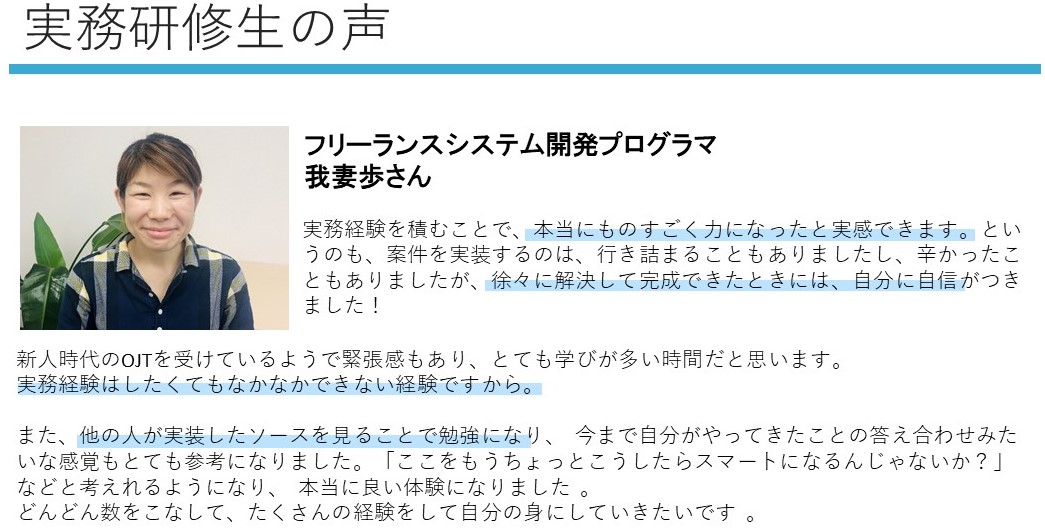 実務研修生の声
フリーランスシステム開発プログラマ
我妻歩さん
実務経験を積むことで、本当にものすごく力になったと実感できます。とい
うのも、案件を実装するのは、行き詰まることもありましたし、辛かったこ
ともありましたが、徐々に解決して完成できたときには、自分に自信がつき
ました！
新人時代のOJTを受けているようで緊張感もあり、とても学びが多い時間だと思います。
実務経験はしたくてもなかなかできない経験ですから。
また、他の人が実装したソースを見ることで勉強になり、 今まで自分がやってきたことの答え合わせみた
いな感覚もとても参考になりました。「ここをもうちょっとこうしたらスマートになるんじゃないか？」
などと考えれるようになり、 本当に良い体験になりました 。
どんどん数をこなして、たくさんの経験をして自分の身にしていきたいです 。